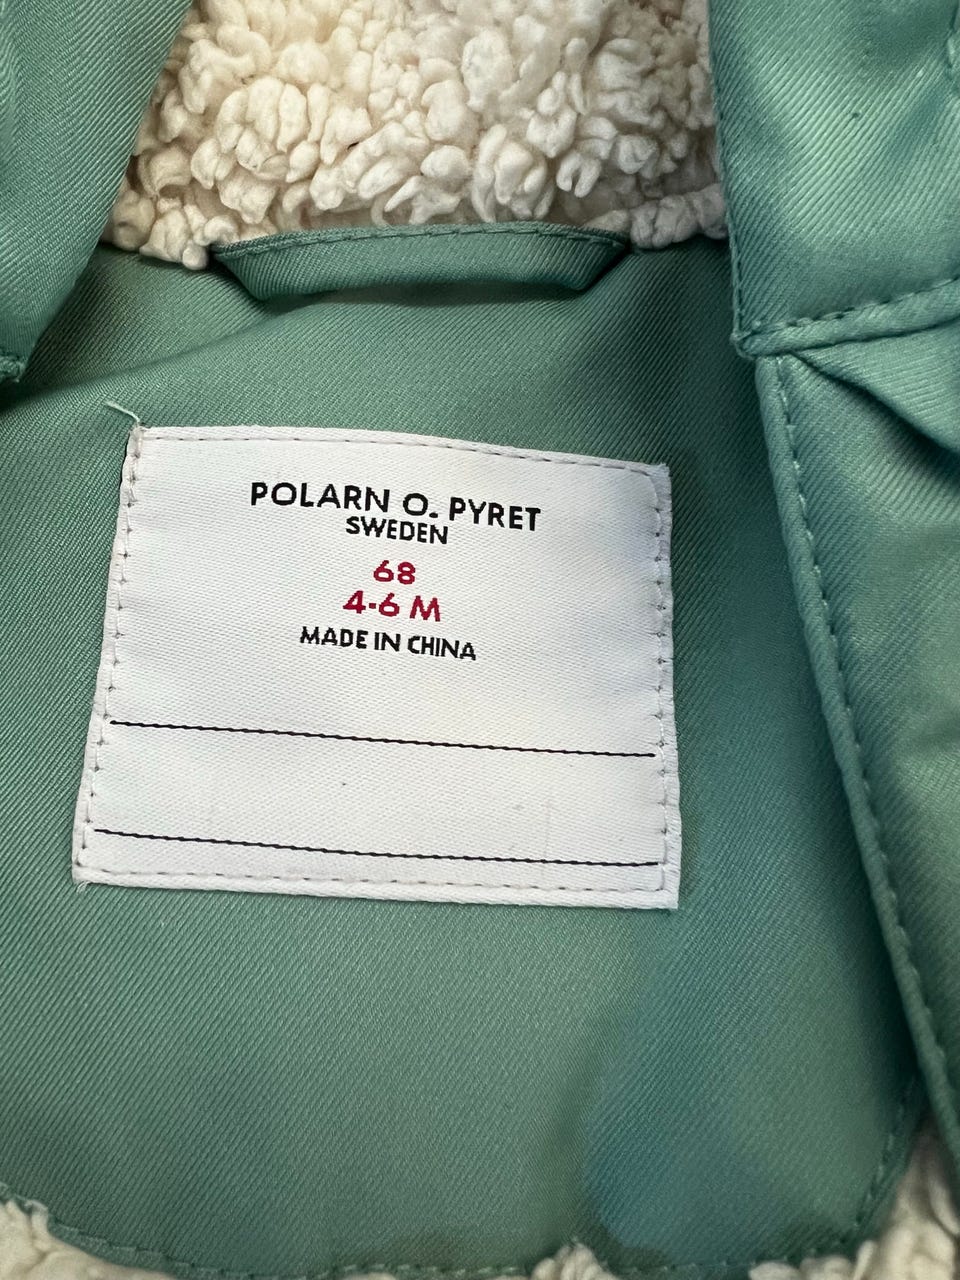 POLARN O. PYRET
SWEDEN
68
4-6 M
MADE IN CHINA